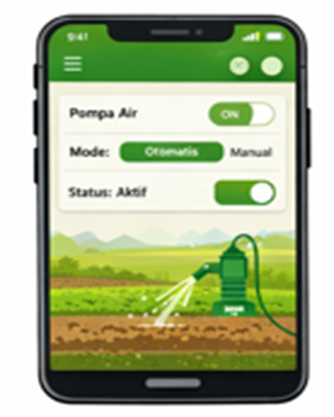 9:41
Pompa Air ON
Mode: Otomatis Manual
Status: Aktif